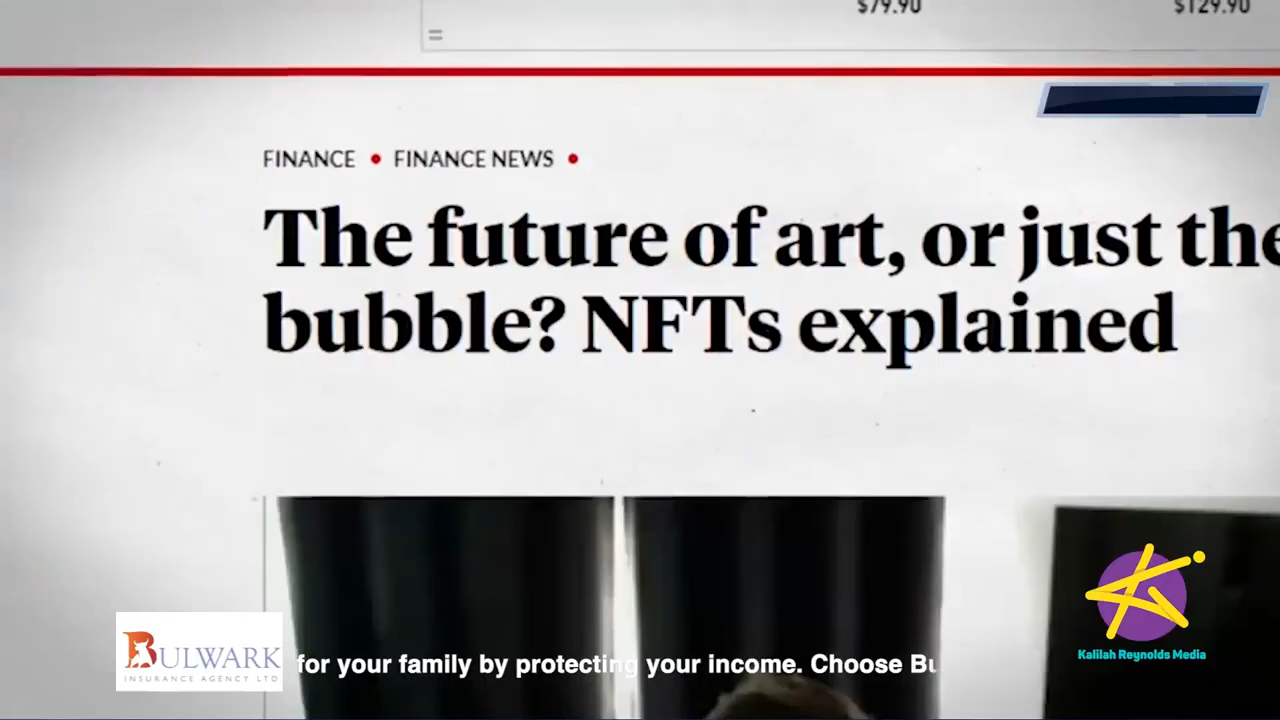 $79.90 $129.90
FINANCE • FINANCE NEWS •
The future of art, or just the
bubble? NFTs explained
BULWARK
INSURANCE AGENCY LTD
for your family by protecting your income. Choose
Kalilah Reynolds Media